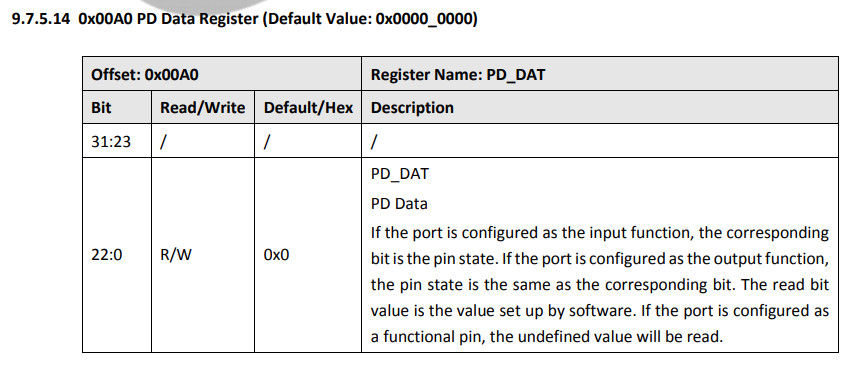 9.7.5.14 0x00A0 PD Data Register (Default Value: 0x0000_0000)
Offset: 0x00A0 Register Name: PD_DAT
Bit Read/Write Default/Hex Description
31:23 / / /
PD_DAT
PD Data
22:0 R/W 0x0
If the port is configured as the input function, the corresponding
bit is the pin state. If the port is configured as the output function,
the pin state is the same as the corresponding bit. The read bit
value is the value set up by software. If the port is configured as
a functional pin, the undefined value will be read.